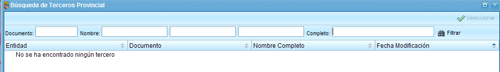 Búsqueda de Terceros Provincial
Seleccionar
Documento: Nombre: Completo: Filtrar
Entidad Documento Nombre Completo Fecha Modificación
No se ha encontrado ningún tercero